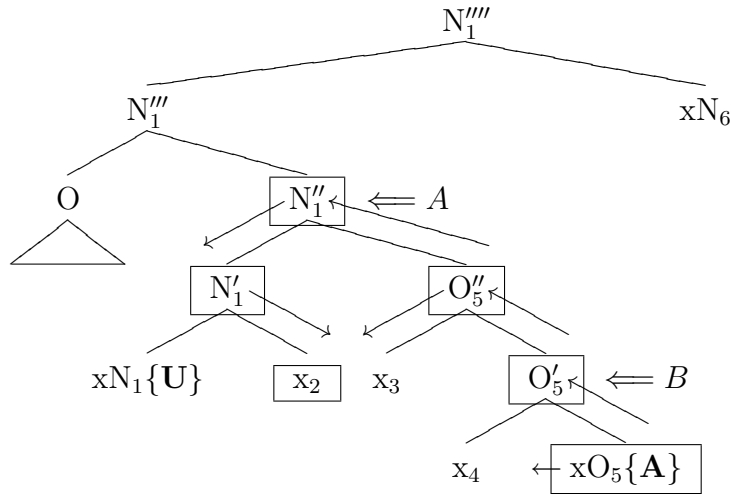 N₁′′′′
N₁′′′ xN₆
O N₁′′ ⇐ A
N₁′ O₅′′
xN₁{U} x₂ x₃ O₅′ ⇐ B
x₄ ← xO₅{A}